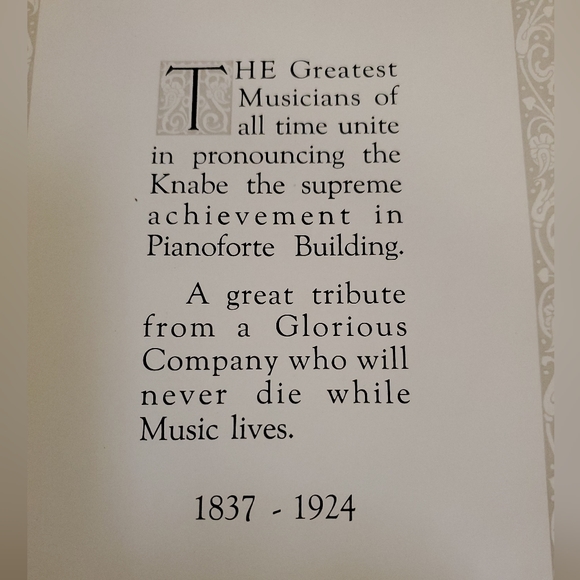 THE Greatest
Musicians of
all time unite
in pronouncing the
Knabe the supreme
achievement in
Pianoforte Building.
A great tribute
from a Glorious
Company who will
never die while
Music lives.
1837 - 1924